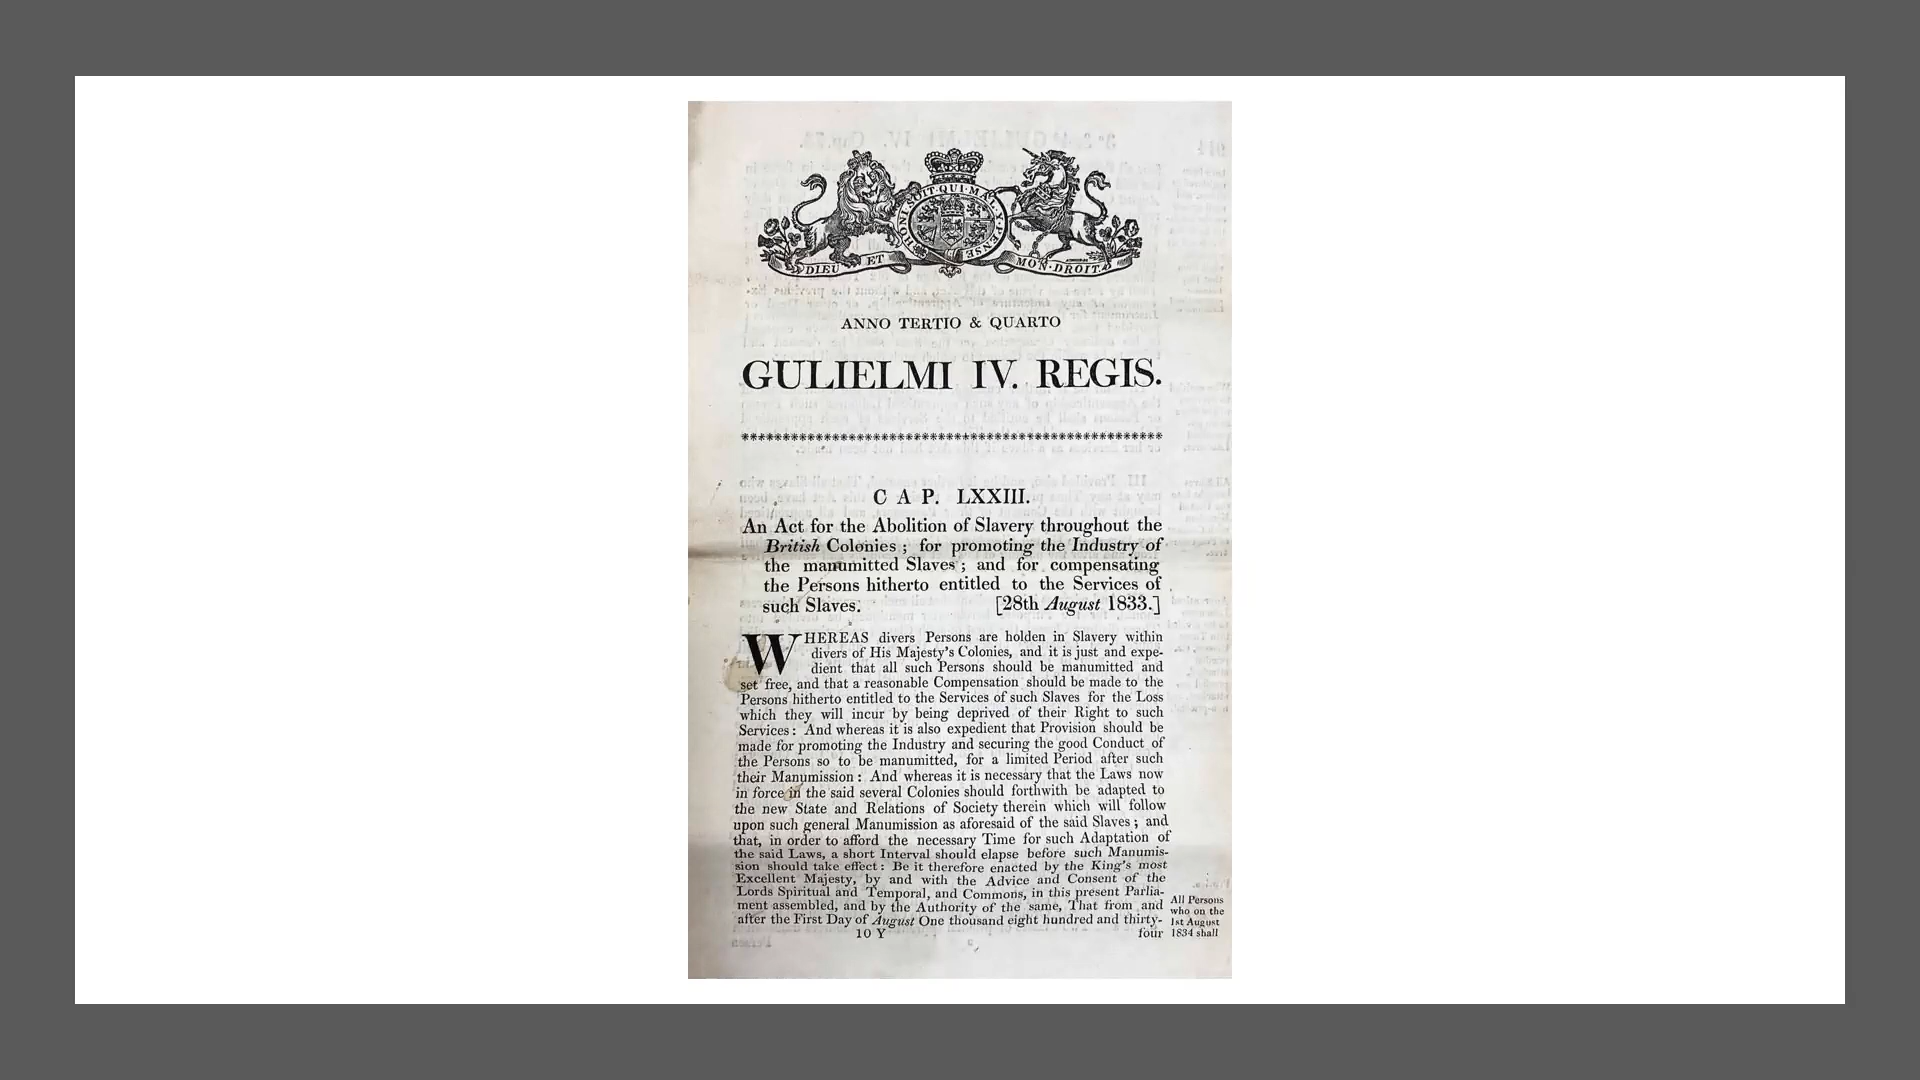 HONI SOIT QUI MAL Y PENSE
DIEU ET MON DROIT
ANNO TERTIO & QUARTO
GULIELMI IV. REGIS.
CAP. LXXIII.
An Act for the Abolition of Slavery throughout the
British Colonies; for promoting the Industry of
the manumitted Slaves; and for compensating
the Persons hitherto entitled to the Services of
such Slaves. [28th August 1833.]
WHEREAS divers Persons are holden in Slavery within
divers of His Majesty's Colonies, and it is just and expe-
dient that all such Persons should be manumitted and
set free, and that a reasonable Compensation should be made to the
Persons hitherto entitled to the Services of such Slaves for the Loss
which they will incur by being deprived of their Right to such
Services: And whereas it is also expedient that Provision should be
made for promoting the Industry and securing the good Conduct of
the Persons so to be manumitted, for a limited Period after such
their Manumission: And whereas it is necessary that the Laws now
in force in the said several Colonies should forthwith be adapted to
the new State and Relations of Society therein which will follow
upon such general Manumission as aforesaid of the said Slaves; and
that, in order to afford the necessary Time for such Adaptation of
the said Laws, a short Interval should elapse before such Manumis-
sion should take effect: Be it therefore enacted by the King's most
Excellent Majesty, by and with the Advice and Consent of the
Lords Spiritual and Temporal, and Commons, in this present Parlia-
ment assembled, and by the Authority of the same, That from and
after the First Day of August One thousand eight hundred and thirty-
10 Y four
All Persons
who on the
1st August
1834 shall